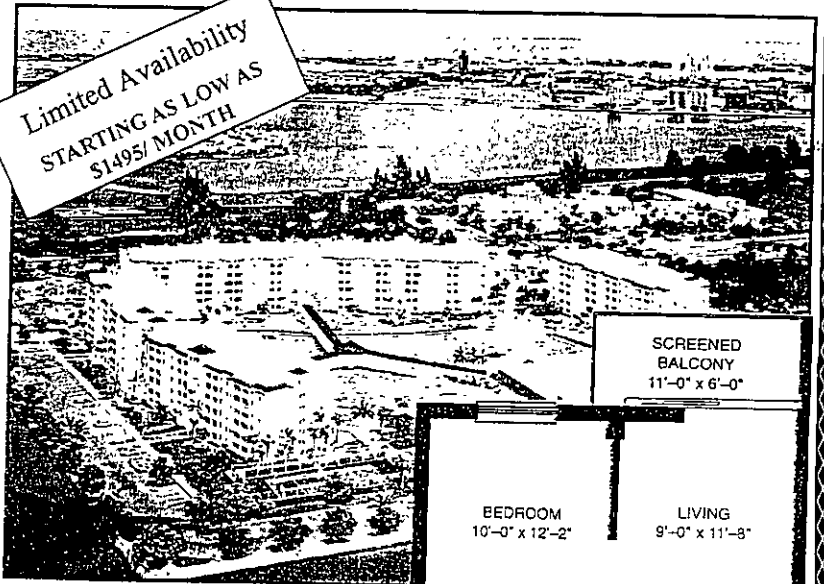 Limited Availability
STARTING AS LOW AS
$1495/ MONTH
SCREENED
BALCONY
11'-0" x 6'-0"
BEDROOM
10'-0" x 12'-2"
LIVING
9'-0" x 11'-8"